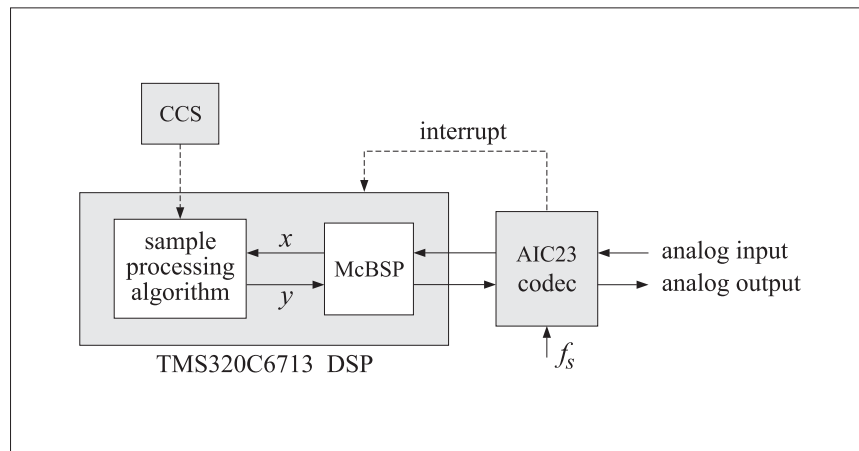 CCS
interrupt
sample
processing
algorithm
x
y
McBSP
AIC23
codec
analog input
analog output
fs
TMS320C6713 DSP